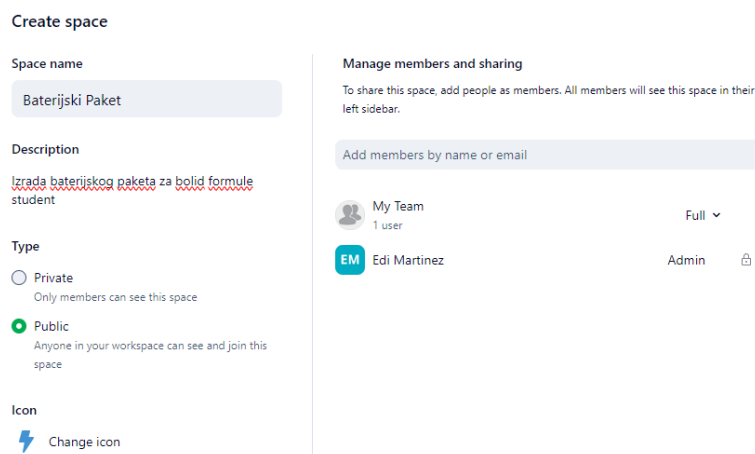 Create space
Space name
Baterijski Paket
Description
Izrada baterijskog paketa za bolid formule
student
Type
Private
Only members can see this space
Public
Anyone in your workspace can see and join this
space
Icon
Change icon
Manage members and sharing
To share this space, add people as members. All members will see this space in their
left sidebar.
Add members by name or email
My Team
1 user
Full
EM
Edi Martinez
Admin